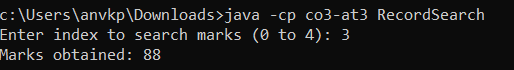 c:\Users\anvkp\Downloads>java -cp co3-at3 RecordSearch
Enter index to search marks (0 to 4): 3
Marks obtained: 88